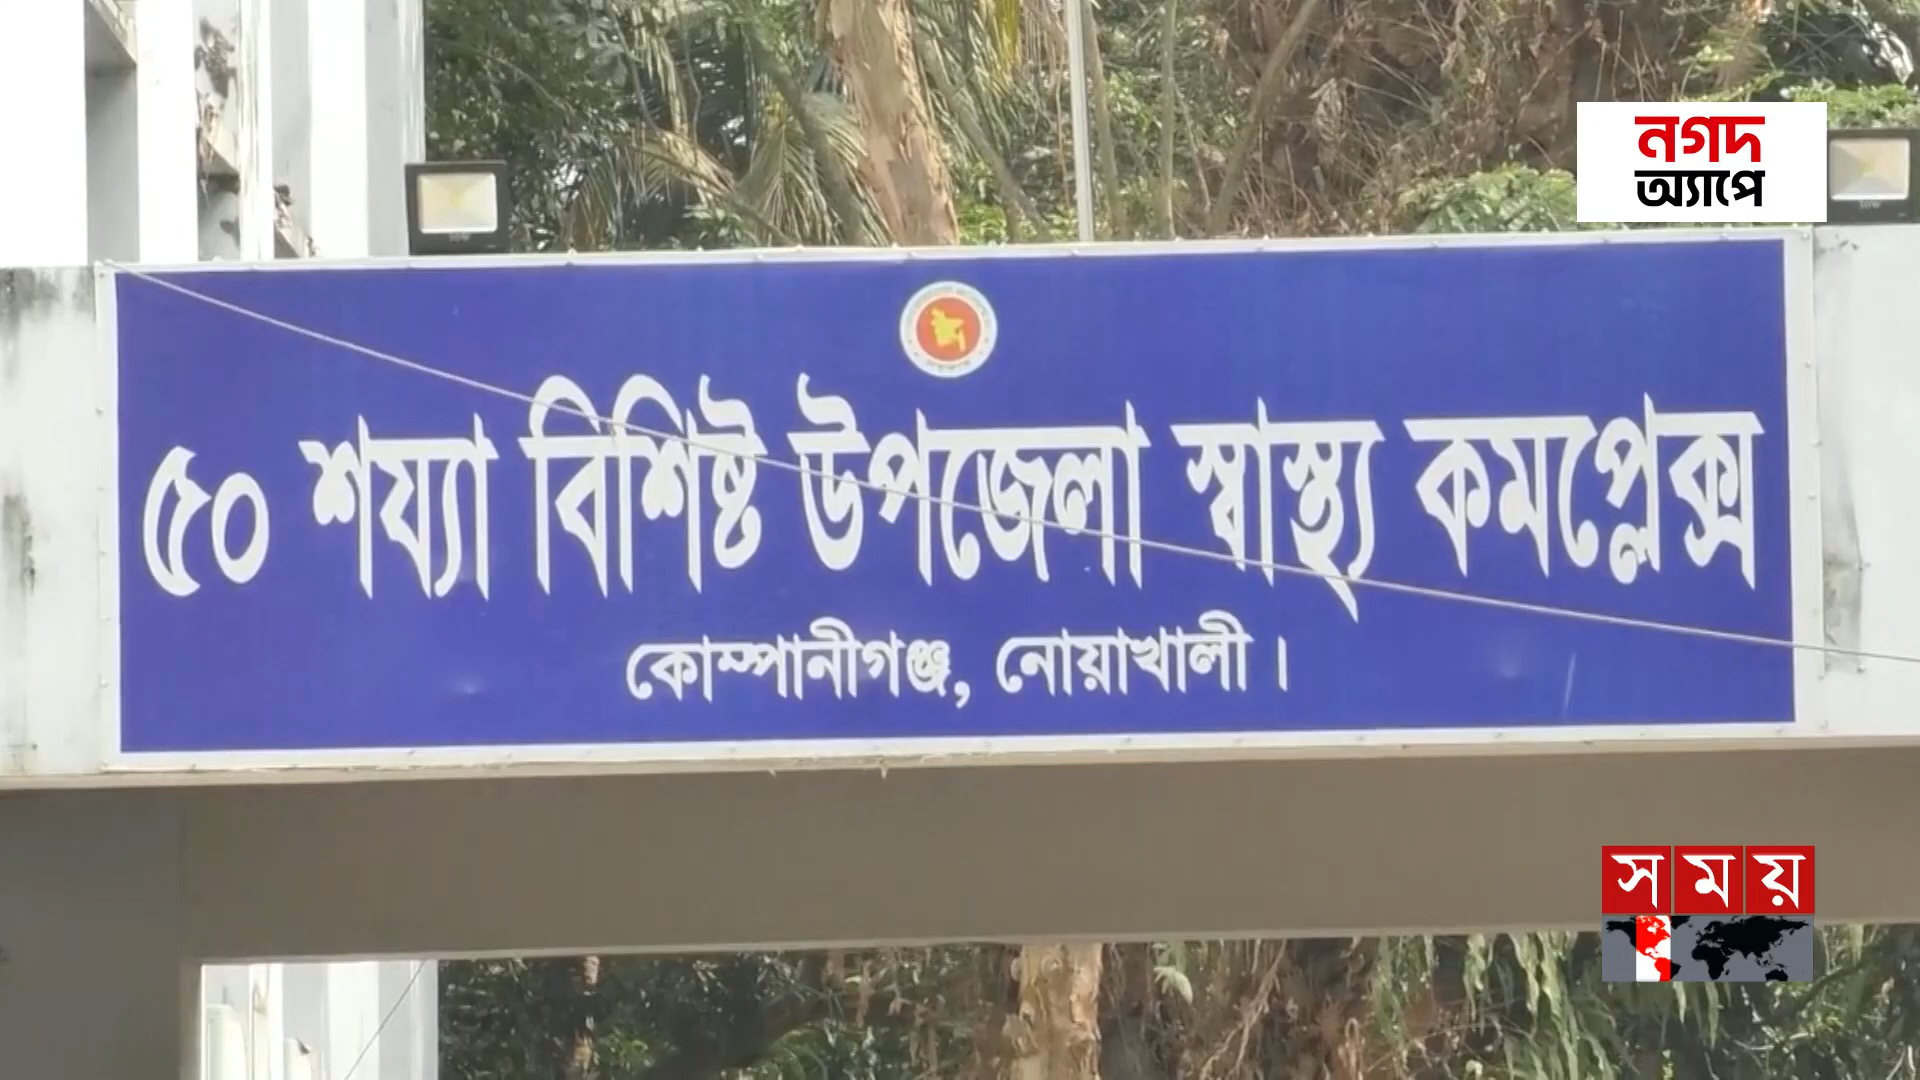 নগদ
অ্যাপে
৫০ শয্যা বিশিষ্ট উপজেলা স্বাস্থ্য কমপ্লেক্স
কোম্পানীগঞ্জ, নোয়াখালী।
সময়